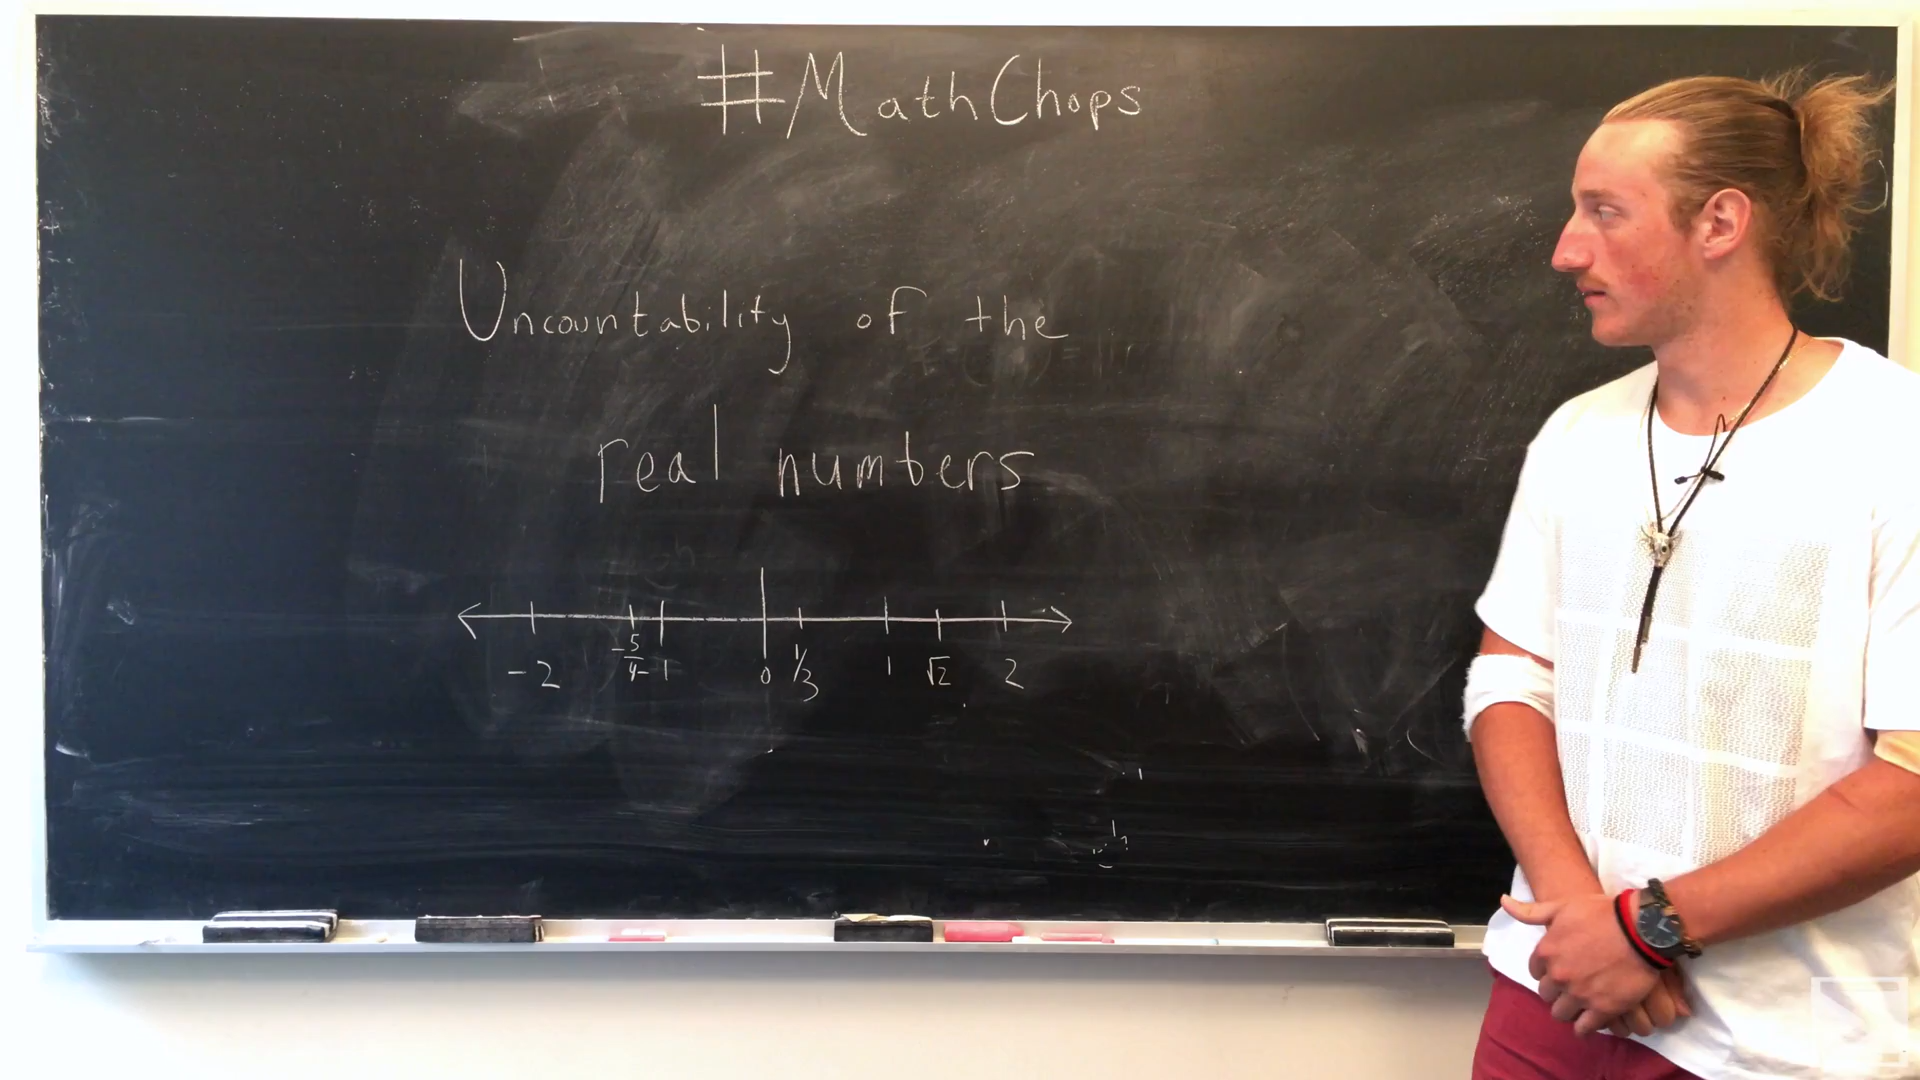 #MathChops
Uncountability of the
real numbers
-2 -5/4 -1 0 1/3 1 √2 2